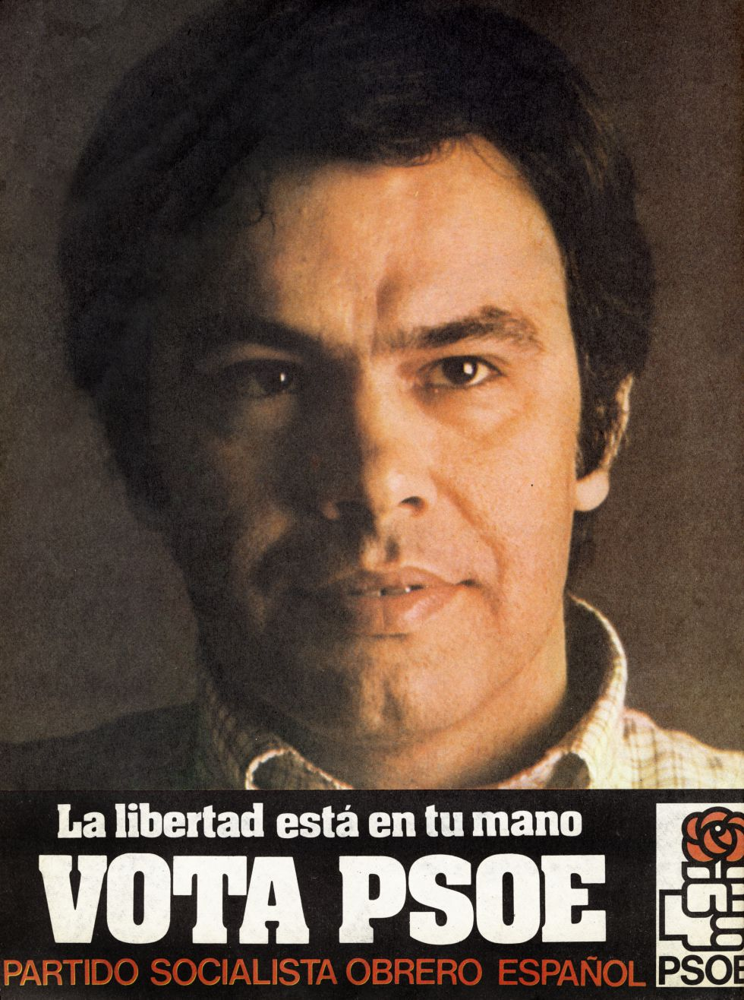 La libertad está en tu mano
VOTA PSOE
PARTIDO SOCIALISTA OBRERO ESPAÑOL
PSOE